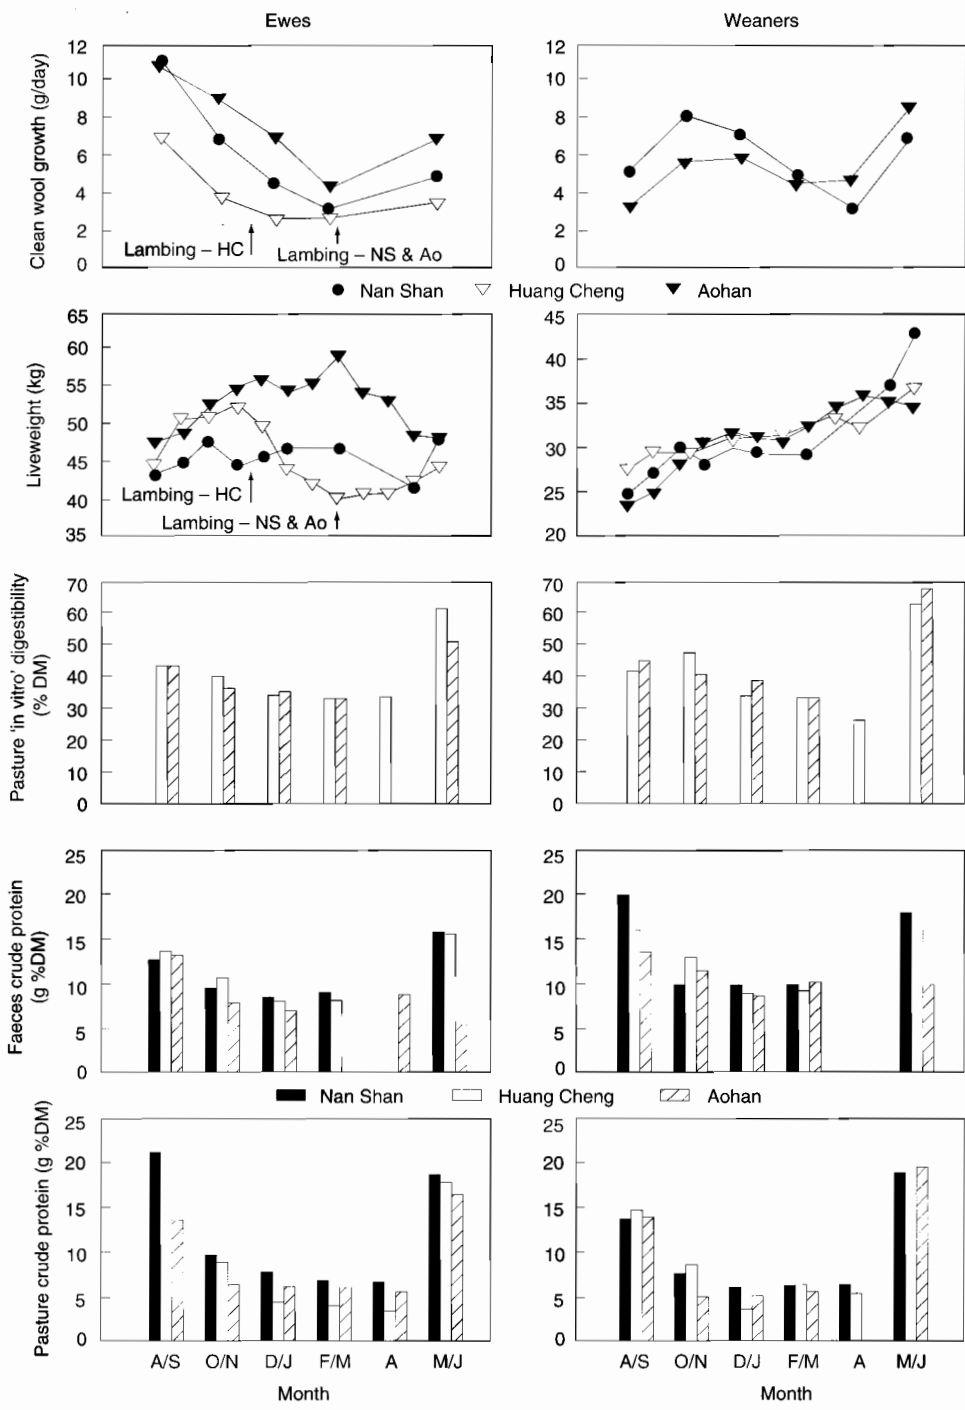 Ewes
Weaners
Clean wool growth (g/day)
12
10
8
6
4
2
0
Lambing – HC
Lambing – NS & Ao
12
10
8
6
4
2
0
Nan Shan
Huang Cheng
Aohan
Liveweight (kg)
65
60
55
50
45
40
35
Lambing – HC
Lambing – NS & Ao
45
40
35
30
25
20
Pasture 'in vitro' digestibility
(% DM)
70
60
50
40
30
20
10
0
70
60
50
40
30
20
10
0
Faeces crude protein
(g %DM)
25
20
15
10
5
0
25
20
15
10
5
0
Nan Shan
Huang Cheng
Aohan
Pasture crude protein (g %DM)
25
20
15
10
5
0
25
20
15
10
5
0
A/S O/N D/J F/M A M/J
A/S O/N D/J F/M A M/J
Month
Month